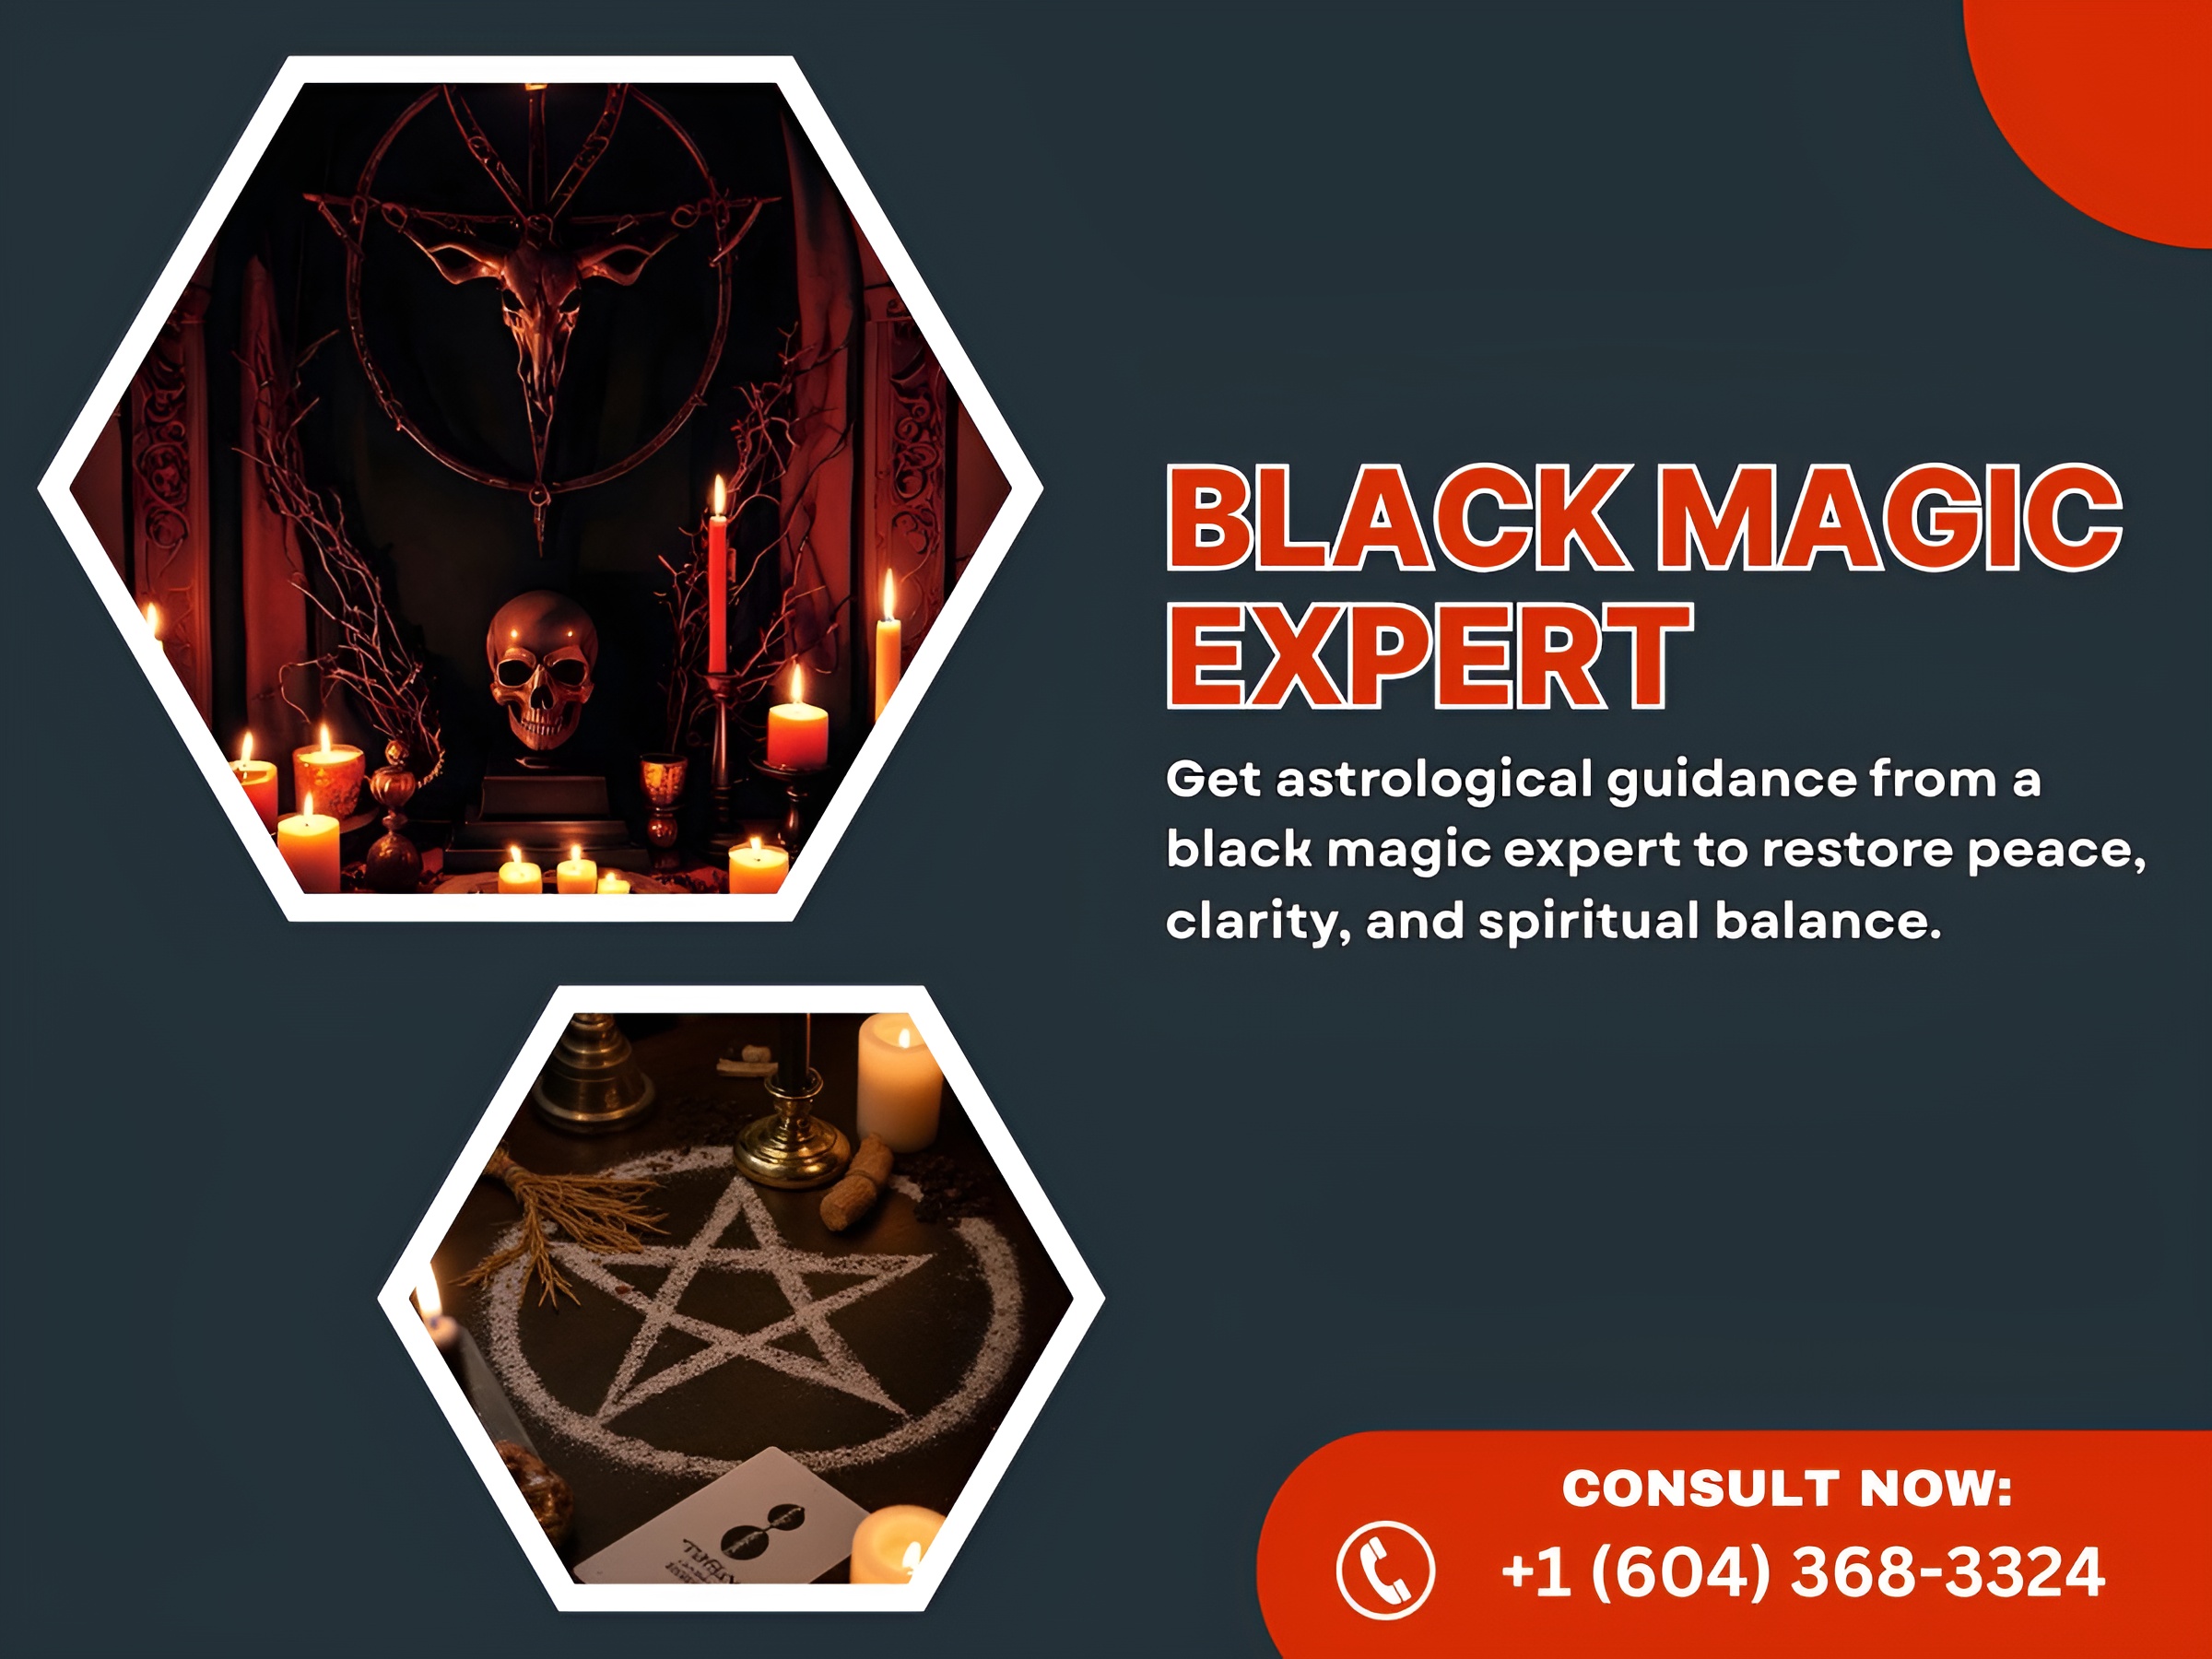 BLACK MAGIC
EXPERT
Get astrological guidance from a
black magic expert to restore peace,
clarity, and spiritual balance.
CONSULT NOW:
+1 (604) 368-3324